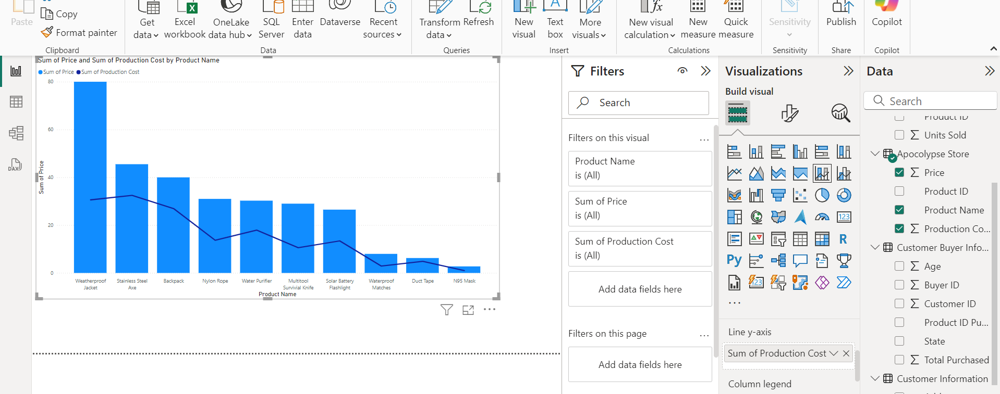 Paste
Copy
Format painter
Clipboard
Get
data
Excel
workbook
OneLake
data hub
SQL
Server
Enter
data
Dataverse
Recent
sources
Data
Transform
data
Refresh
Queries
New
visual
Text
box
More
visuals
Insert
New visual
calculation
New
measure
Quick
measure
Calculations
Sensitivity
Sensitivity
Publish
Share
Copilot
Copilot
DAX
Sum of Price and Sum of Production Cost by Product Name
Sum of Price Sum of Production Cost
Sum of Price
80
60
40
20
0
Weatherproof
Jacket
Stainless Steel
Axe
Backpack
Nylon Rope
Water Purifier
Multitool
Survivial Knife
Solar Battery
Flashlight
Waterproof
Matches
Duct Tape
N95 Mask
Product Name
Filters
Search
Filters on this visual
Product Name
is (All)
Sum of Price
is (All)
Sum of Production Cost
is (All)
Add data fields here
Filters on this page
Add data fields here
Visualizations
Build visual
123
R
Py
123
Line y-axis
Sum of Production Cost
Column legend
Data
Search
Product ID
Units Sold
Apocolypse Store
Price
Product ID
Product Name
Production Co...
Customer Buyer Info...
Age
Buyer ID
Customer ID
Product ID Pu...
State
Total Purchased
Customer Information